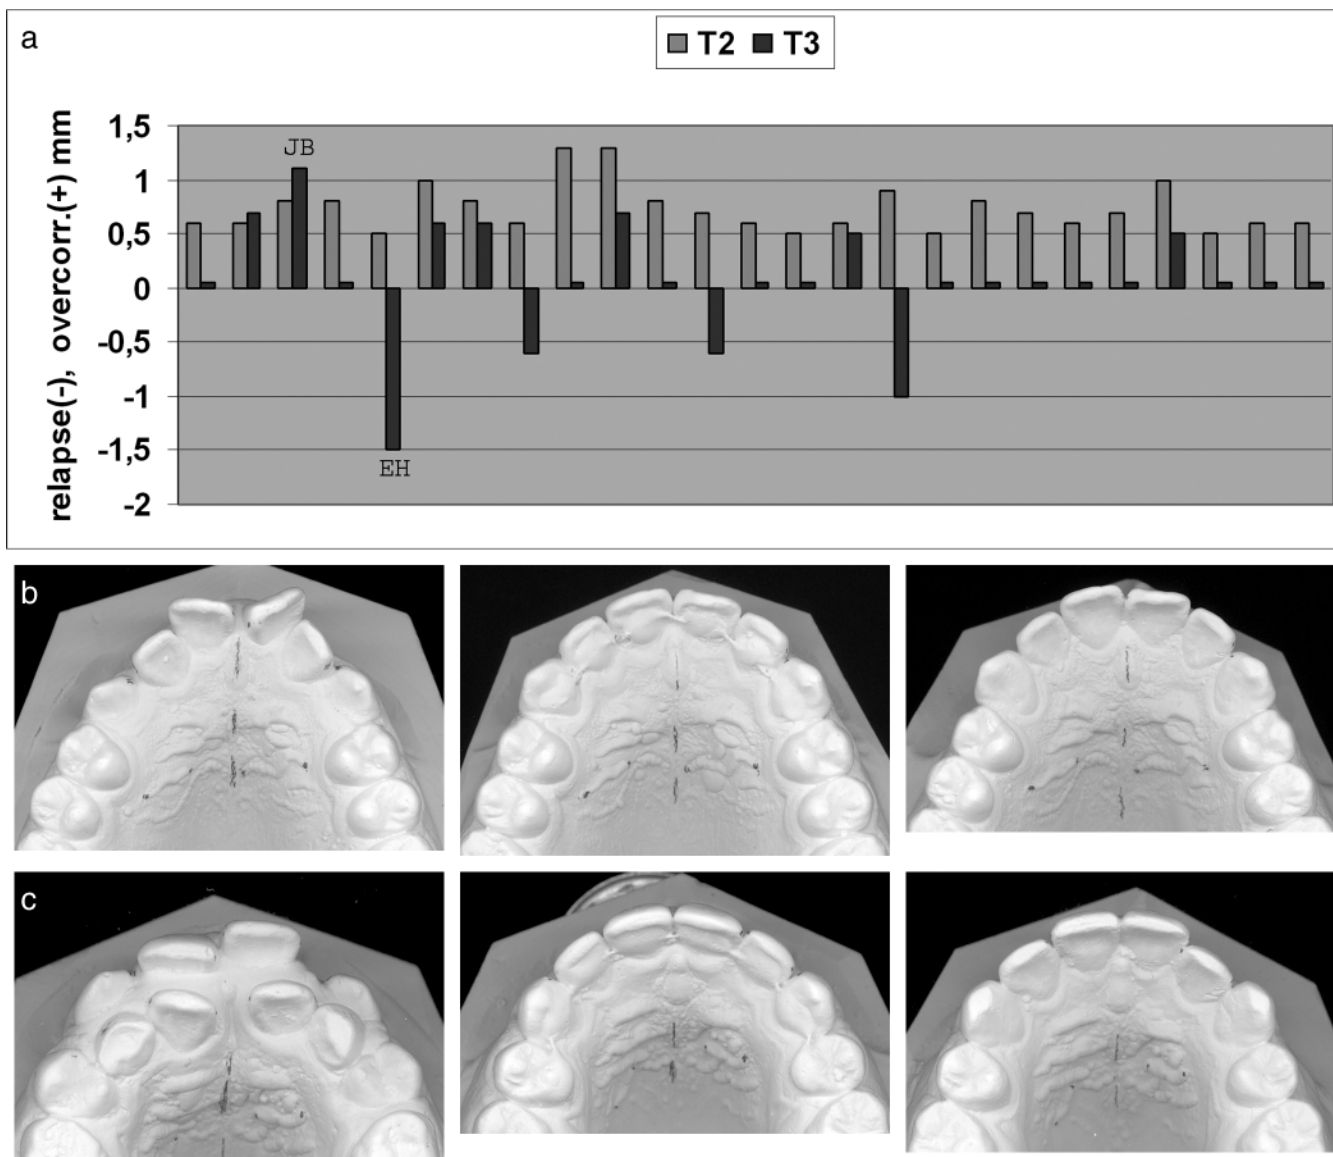 a
T2 T3
relapse(-), overcorr.(+) mm
1,5
1
0,5
0
-0,5
-1
-1,5
-2
JB
EH
b
c